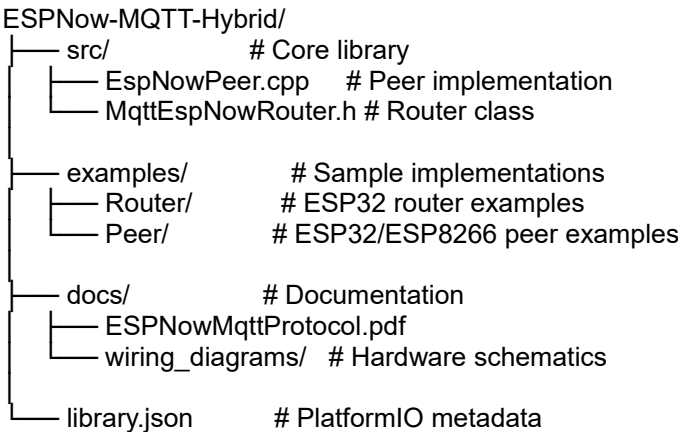 ESPNow-MQTT-Hybrid/
├── src/ # Core library
│ ├── EspNowPeer.cpp # Peer implementation
│ └── MqttEspNowRouter.h # Router class
│
├── examples/ # Sample implementations
│ ├── Router/ # ESP32 router examples
│ └── Peer/ # ESP32/ESP8266 peer examples
│
├── docs/ # Documentation
│ ├── ESPNowMqttProtocol.pdf
│ └── wiring_diagrams/ # Hardware schematics
│
└── library.json # PlatformIO metadata